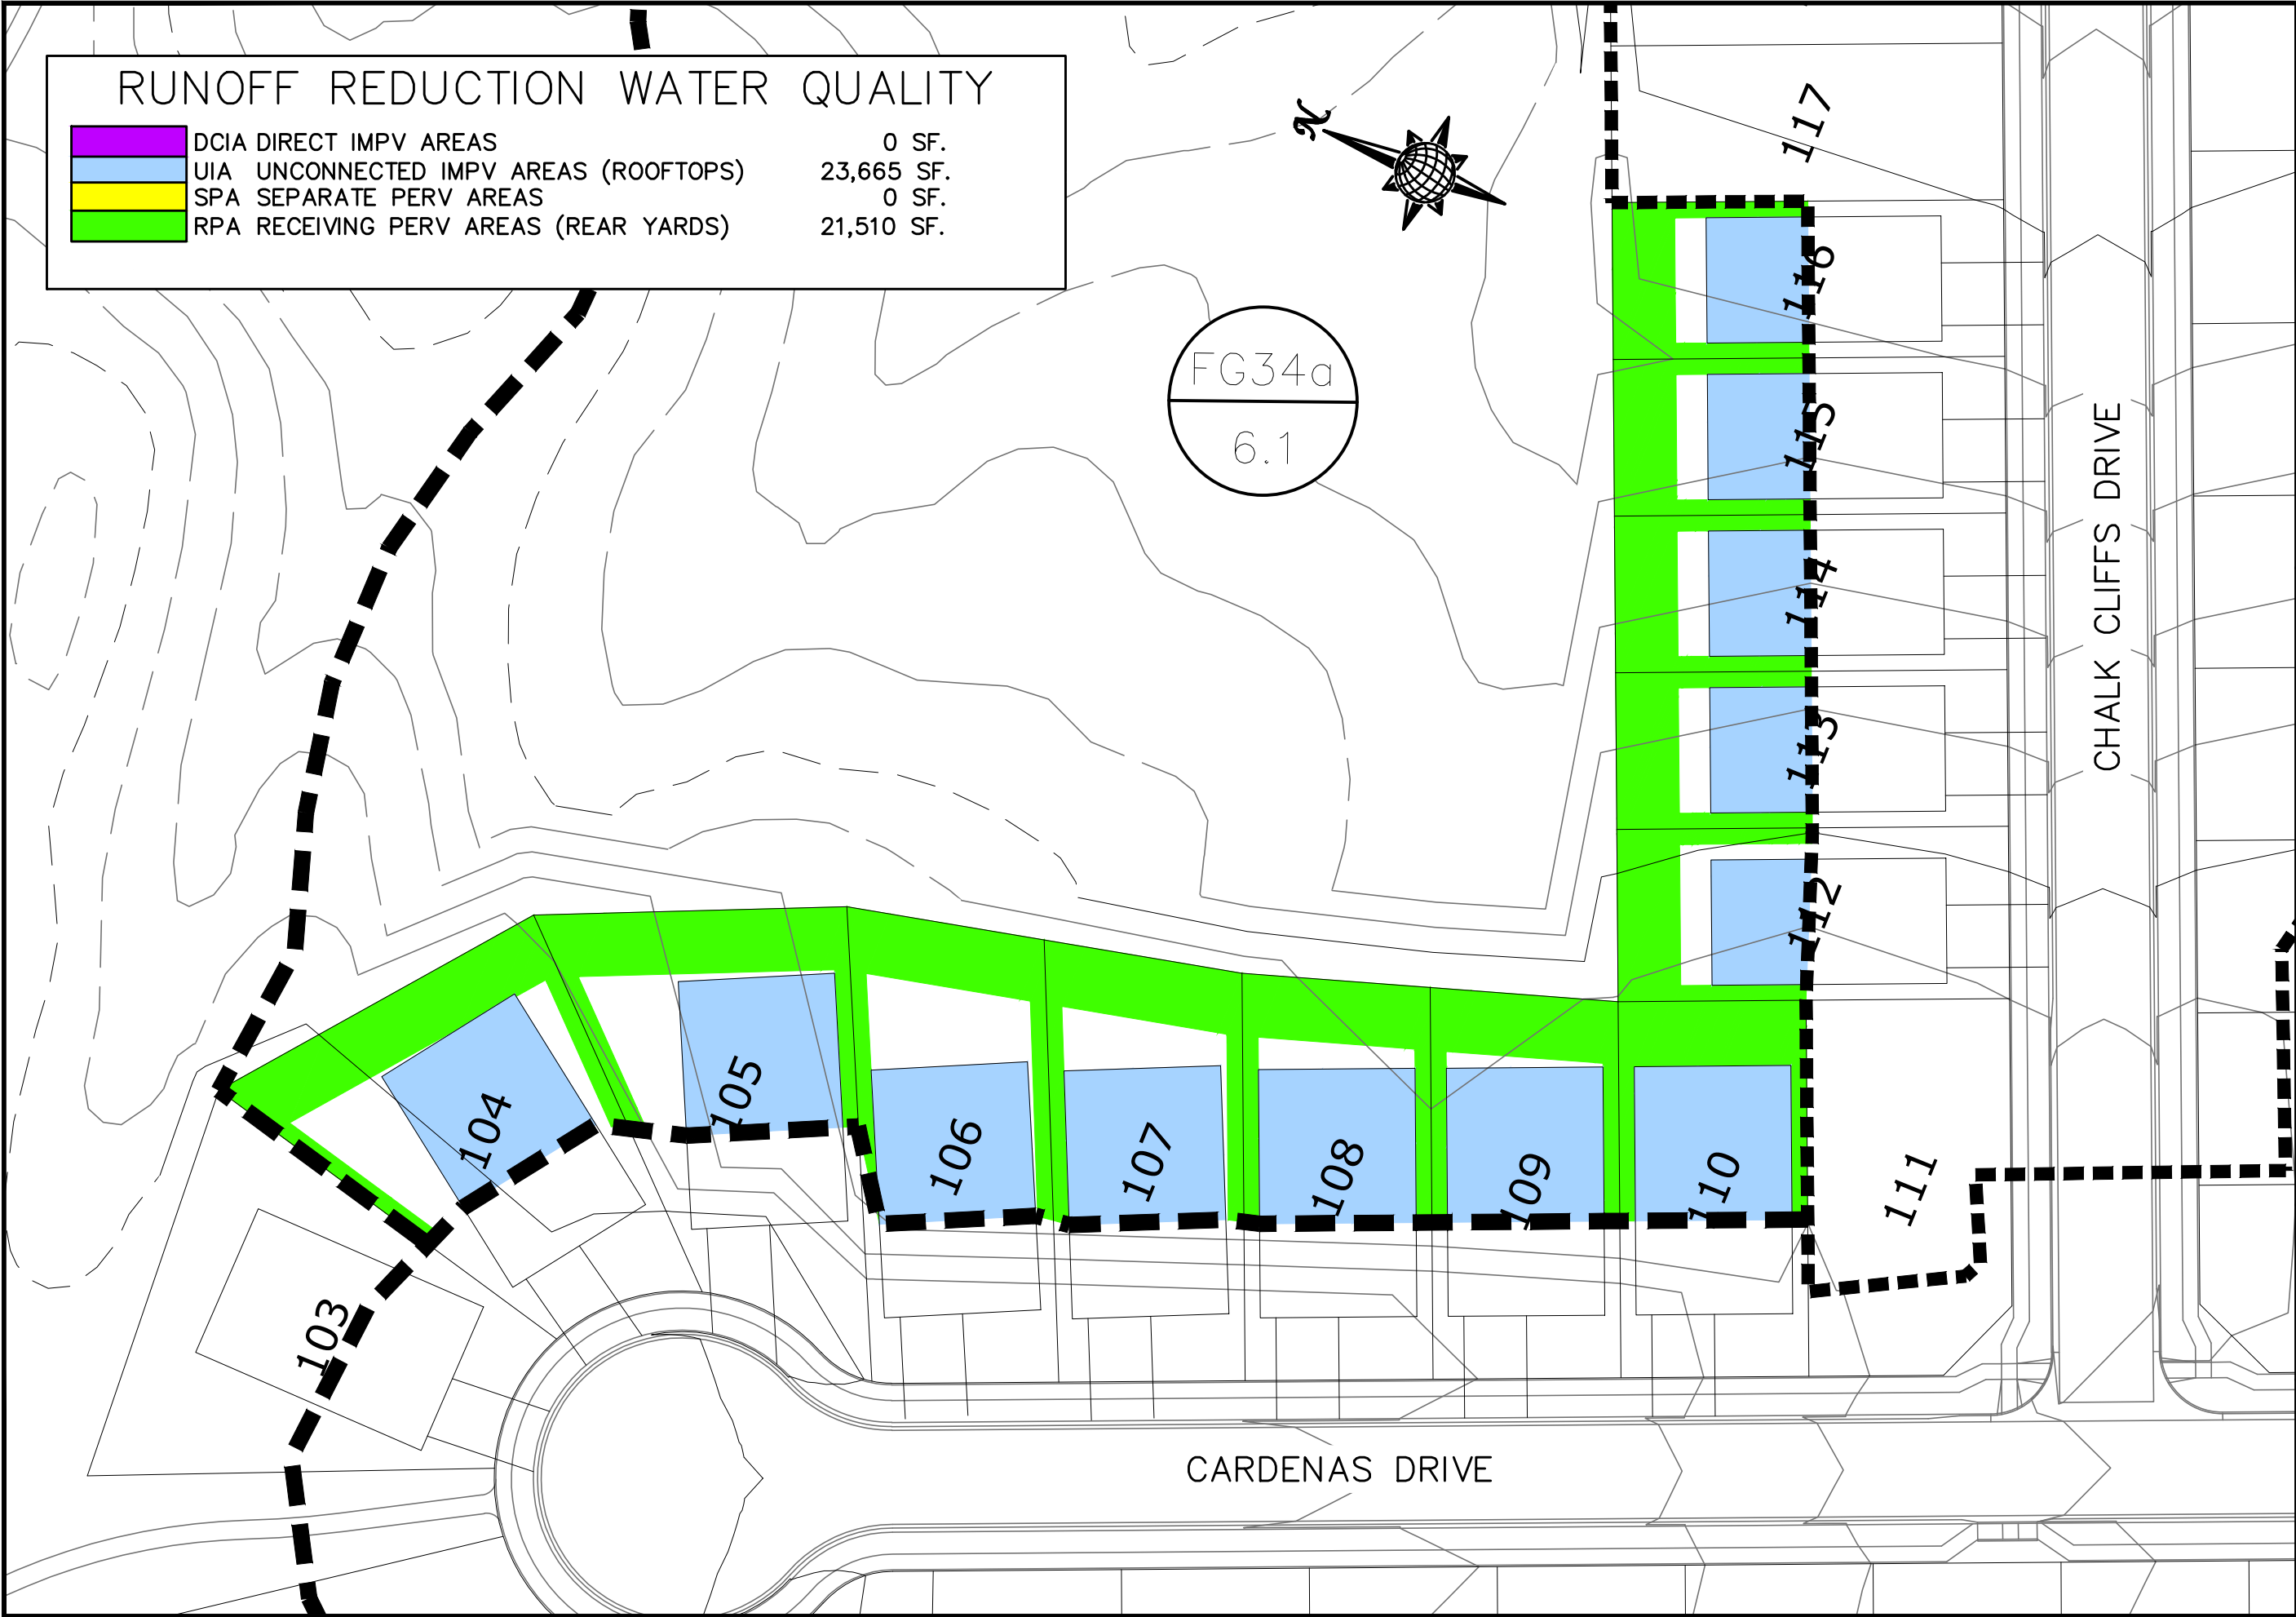 RUNOFF REDUCTION WATER QUALITY
DCIA DIRECT IMPV AREAS 0 SF.
UIA UNCONNECTED IMPV AREAS (ROOFTOPS) 23,665 SF.
SPA SEPARATE PERV AREAS 0 SF.
RPA RECEIVING PERV AREAS (REAR YARDS) 21,510 SF.
N
117
116
FG34a
6.1
115
CHALK CLIFFS DRIVE
114
113
112
105
104
106
107
108
109
110
111
103
CARDENAS DRIVE